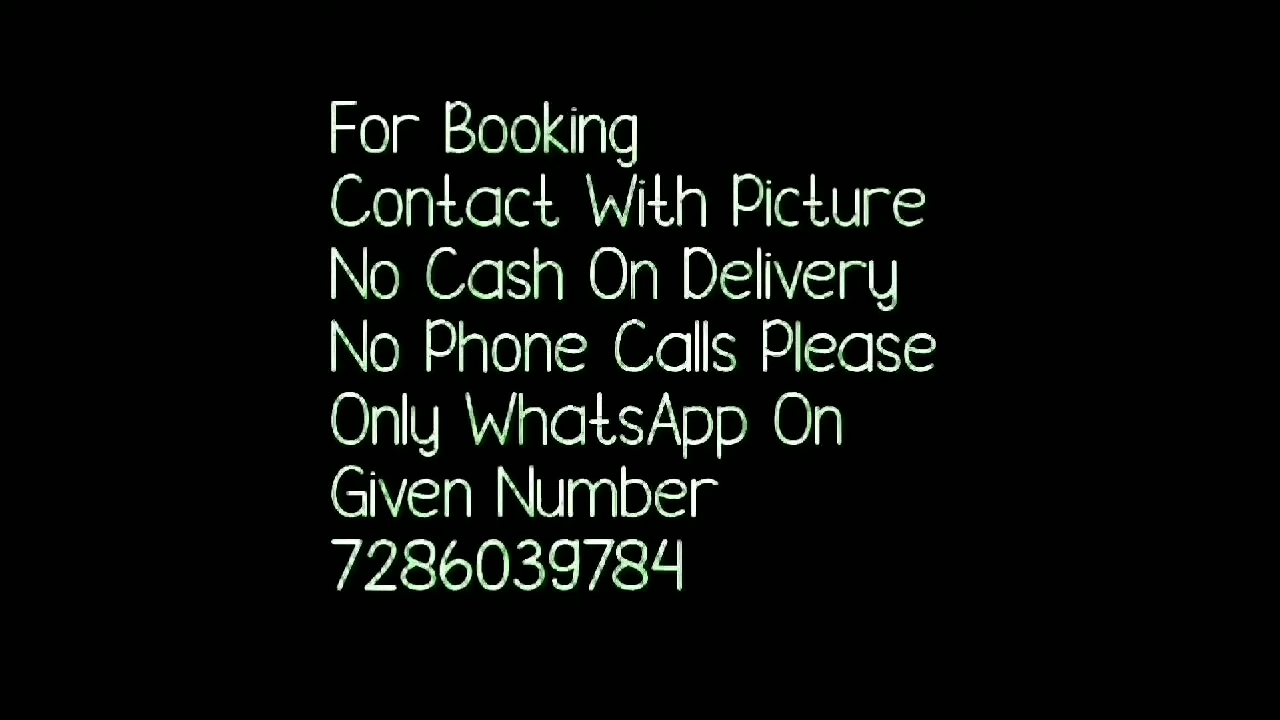 For Booking
Contact With Picture
No Cash On Delivery
No Phone Calls Please
Only WhatsApp On
Given Number
7286039784